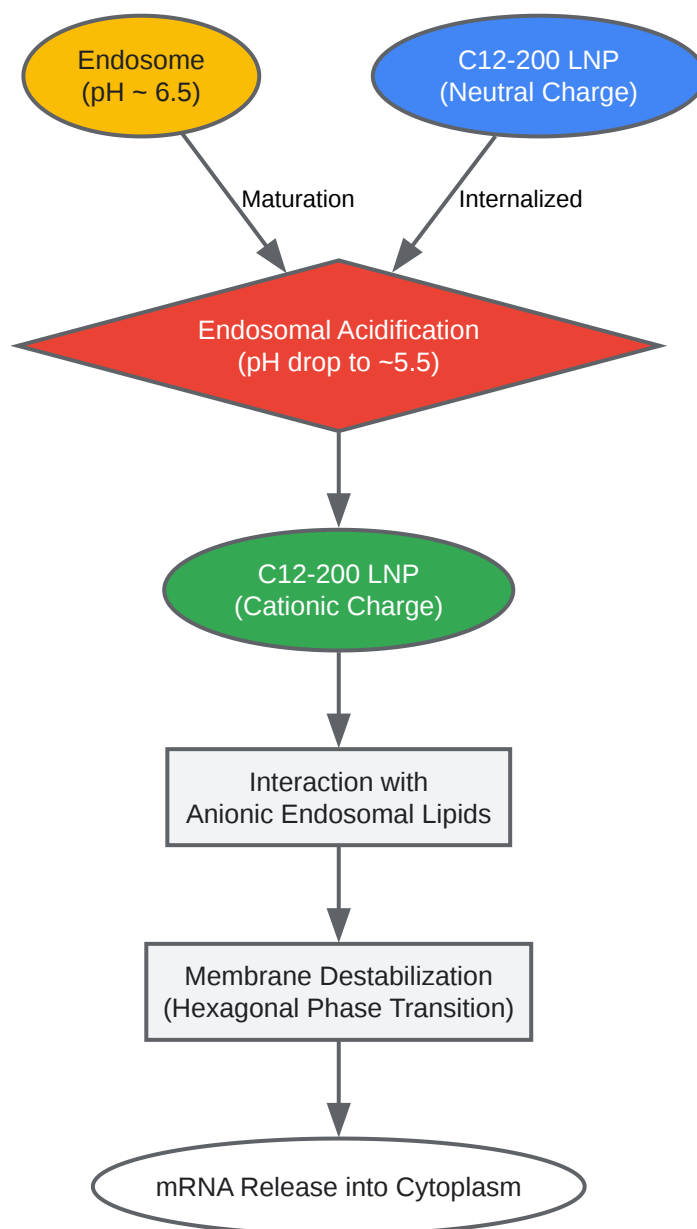 Endosome
(pH ~ 6.5)
C12-200 LNP
(Neutral Charge)
Maturation
Internalized
Endosomal Acidification
(pH drop to ~5.5)
C12-200 LNP
(Cationic Charge)
Interaction with
Anionic Endosomal Lipids
Membrane Destabilization
(Hexagonal Phase Transition)
mRNA Release into Cytoplasm